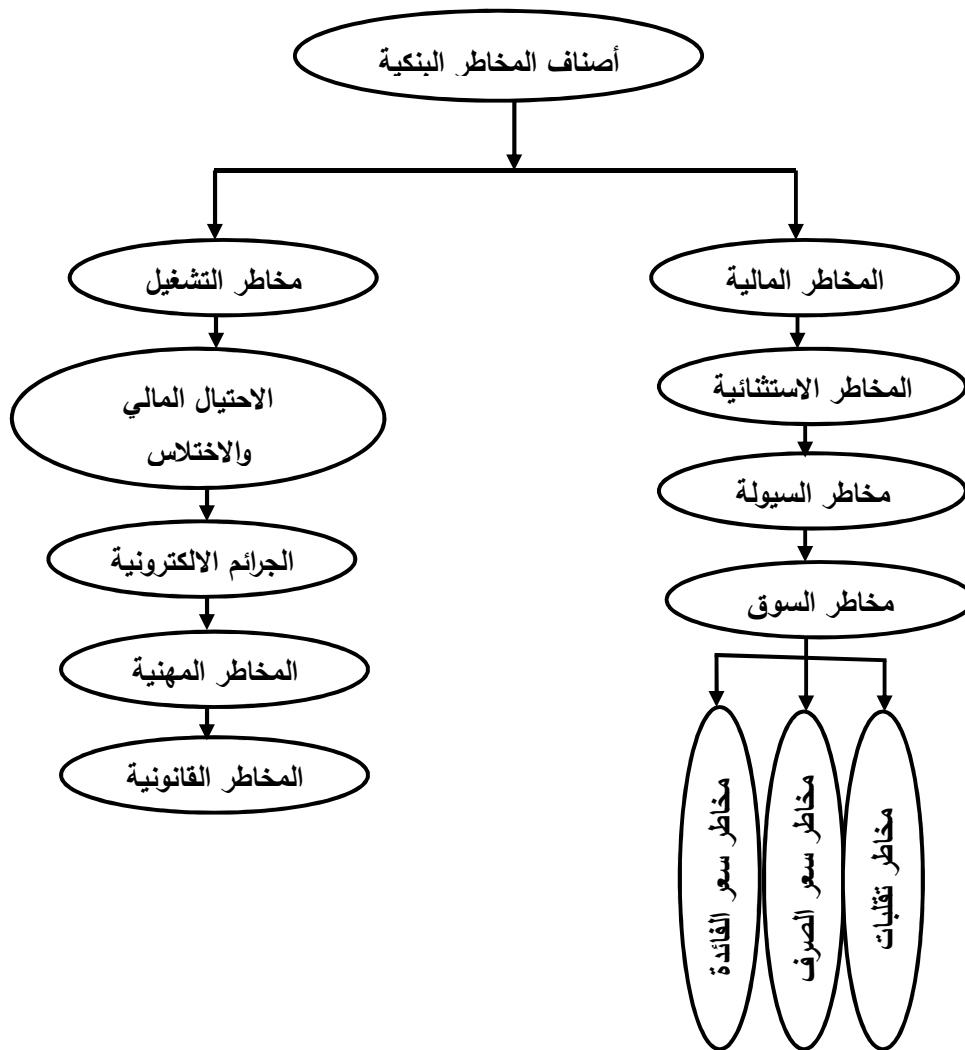 أصناف المخاطر البنكية
المخاطر المالية
مخاطر التشغيل
المخاطر الاستثنائية
الاحتيال المالي
والاختلاس
مخاطر السيولة
الجرائم الالكترونية
مخاطر السوق
المخاطر المهنية
المخاطر القانونية
مخاطر تقلبات
مخاطر سعر الصرف
مخاطر سعر الفائدة